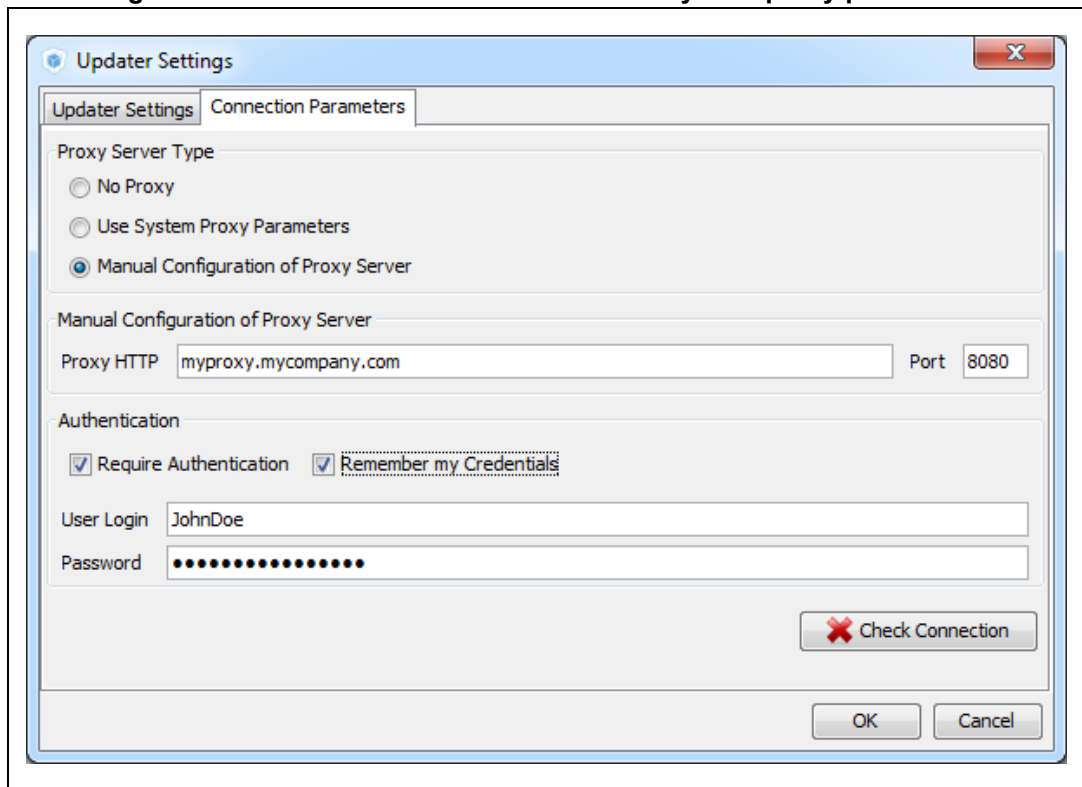 Updater Settings
Updater Settings Connection Parameters
Proxy Server Type
No Proxy
Use System Proxy Parameters
Manual Configuration of Proxy Server
Manual Configuration of Proxy Server
Proxy HTTP myproxy.mycompany.com Port 8080
Authentication
Require Authentication Remember my Credentials
User Login JohnDoe
Password ••••••••••••••••
Check Connection
OK Cancel